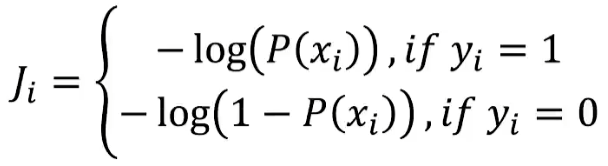 J_i = { −log(P(x_i)), if y_i = 1
−log(1 − P(x_i)), if y_i = 0